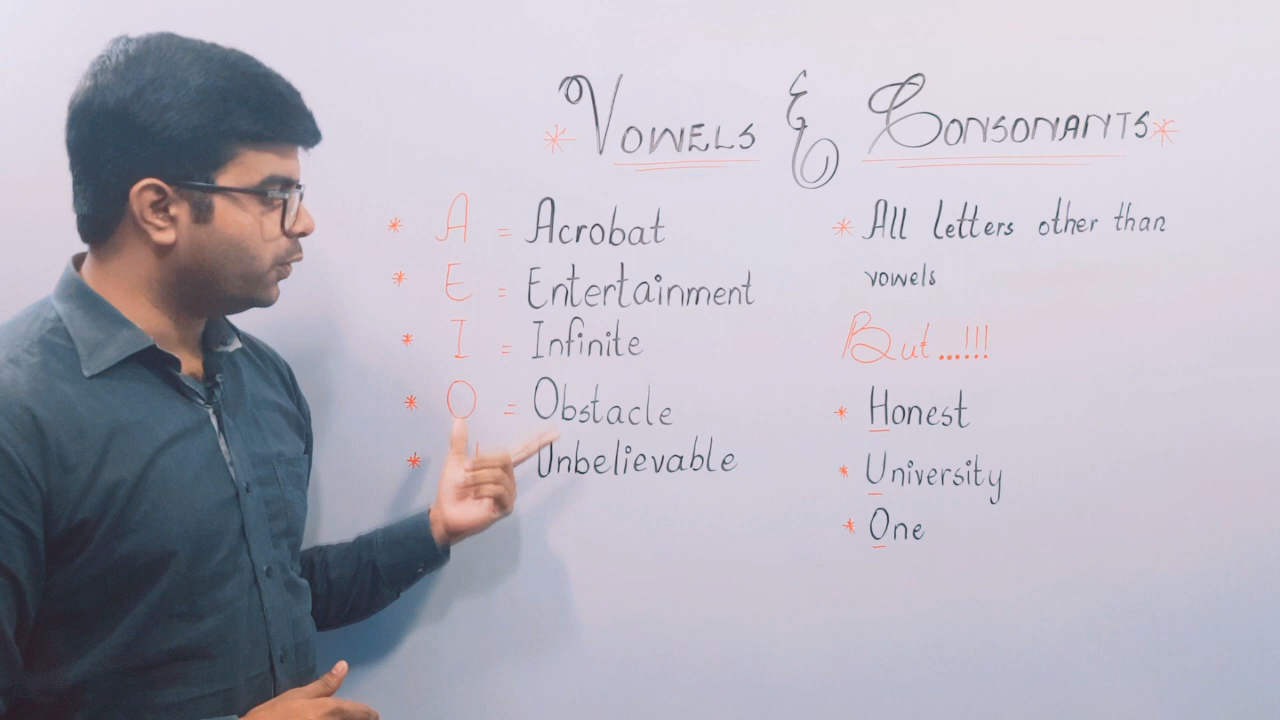 * VOWELS & CONSONANTS *
* A = Acrobat
* E = Entertainment
* I = Infinite
* O = Obstacle
* Unbelievable
* All letters other than
vowels
But...!!!
* Honest
* University
* One